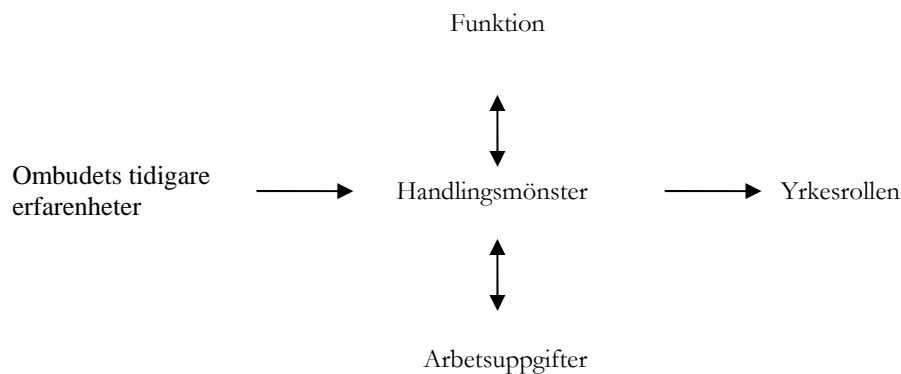 Funktion
Ombudets tidigare
erfarenheter
Handlingsmönster
Yrkesrollen
Arbetsuppgifter